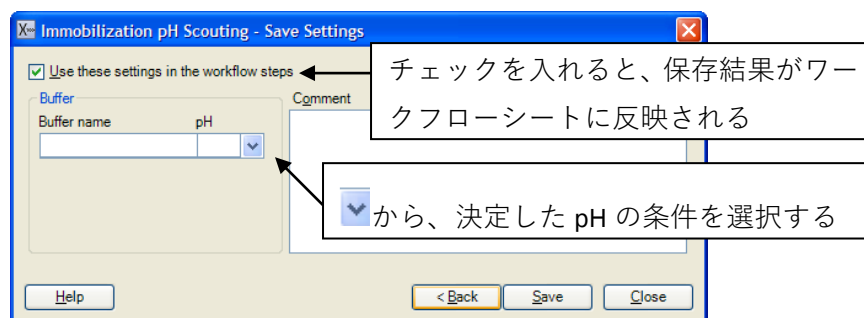 Immobilization pH Scouting - Save Settings
Use these settings in the workflow steps
チェックを入れると、保存結果がワー
クフローシートに反映される
Buffer
Buffer name pH
Comment
から、決定した pH の条件を選択する
Help
< Back
Save
Close